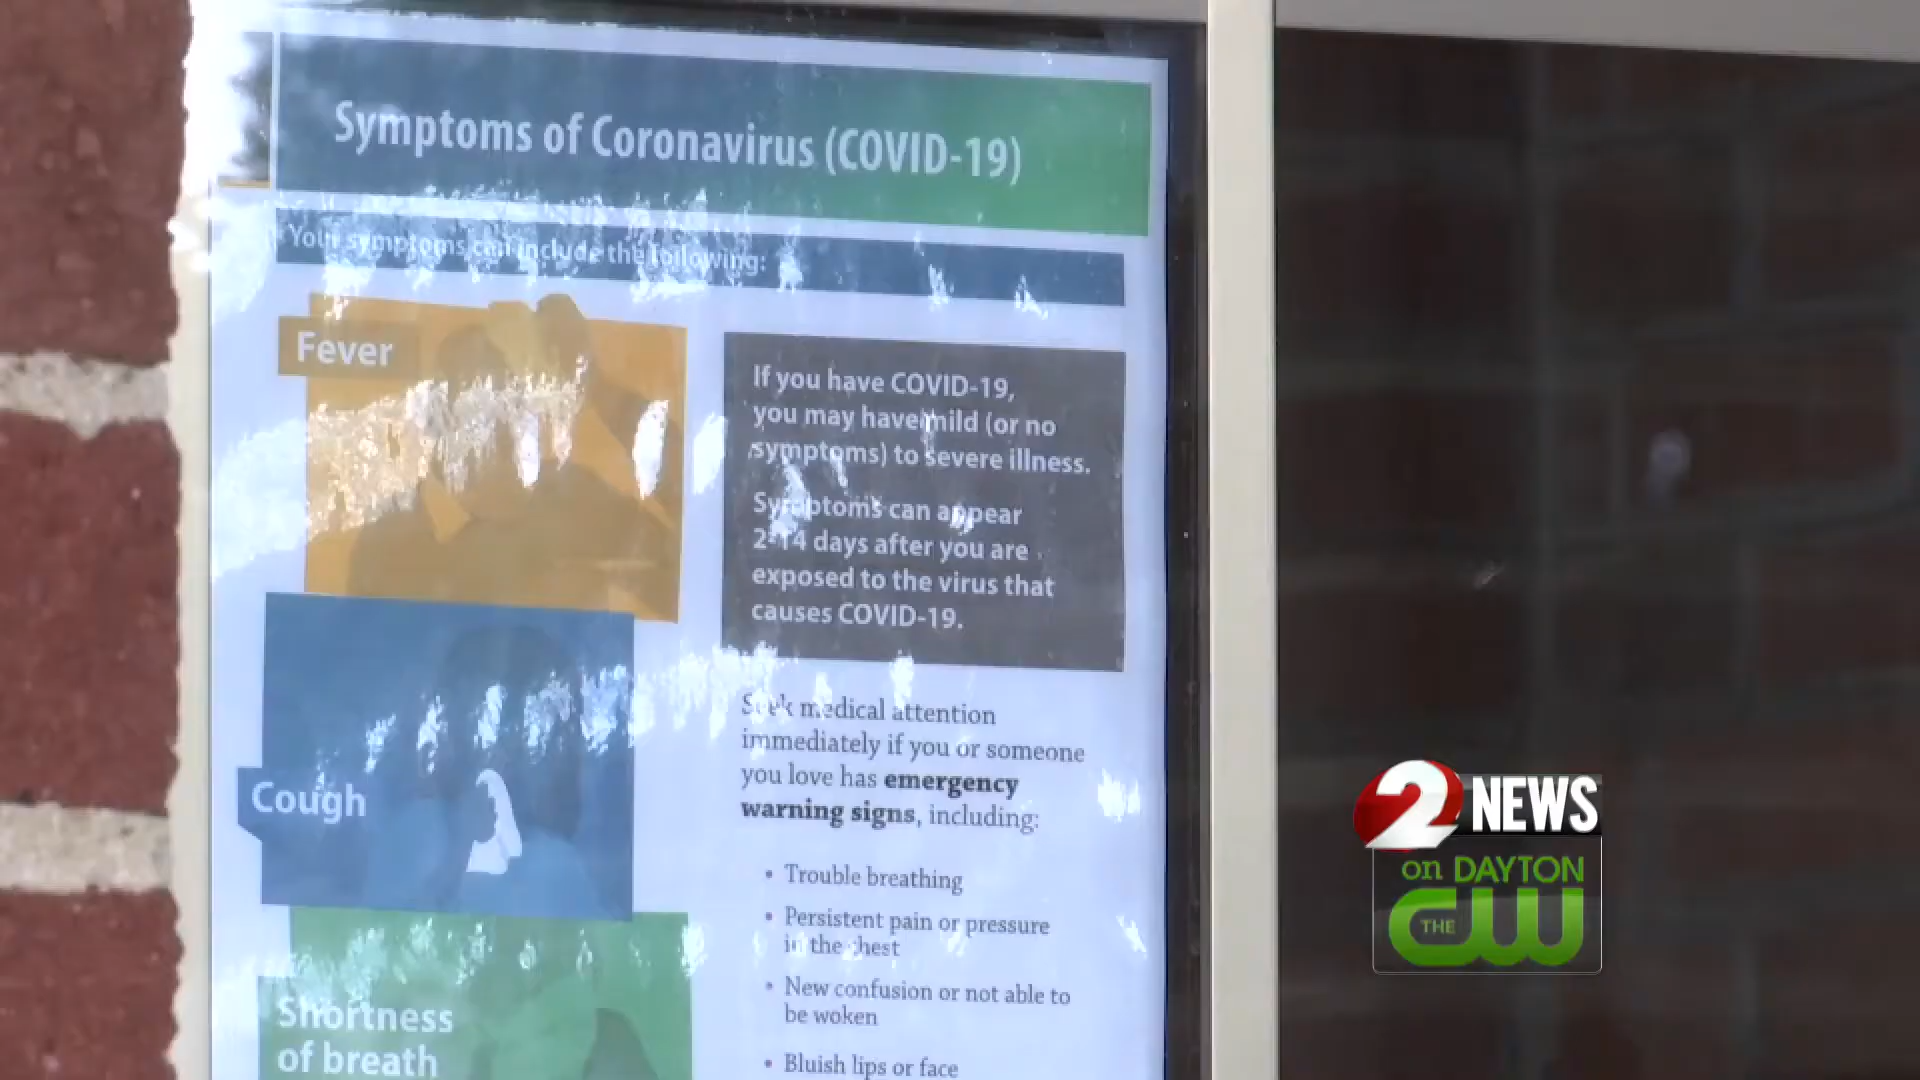 Symptoms of Coronavirus (COVID-19)
Your symptoms can include the following:
Fever
If you have COVID-19,
you may have mild (or no
symptoms) to severe illness.
Symptoms can appear
2-14 days after you are
exposed to the virus that
causes COVID-19.
Cough
Seek medical attention
immediately if you or someone
you love has emergency
warning signs, including:
• Trouble breathing
• Persistent pain or pressure
in the chest
• New confusion or not able to
be woken
• Bluish lips or face
Shortness
of breath
2 NEWS
on DAYTON
THE CW